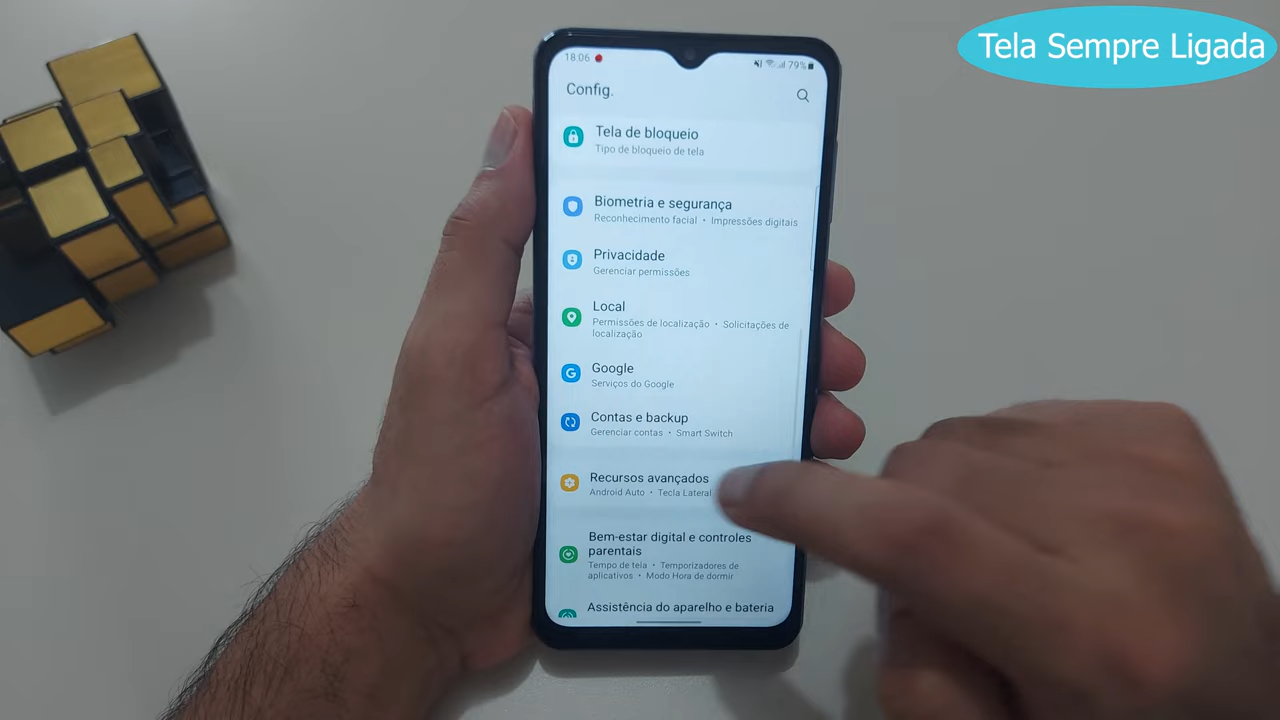 Tela Sempre Ligada
18:06 79%
Config.
Tela de bloqueio
Tipo de bloqueio de tela
Biometria e segurança
Reconhecimento facial • Impressões digitais
Privacidade
Gerenciar permissões
Local
Permissões de localização • Solicitações de
localização
Google
Serviços do Google
Contas e backup
Gerenciar contas • Smart Switch
Recursos avançados
Android Auto • Tecla Lateral
Bem-estar digital e controles
parentais
Tempo de tela • Temporizadores de
aplicativos • Modo Hora de dormir
Assistência do aparelho e bateria